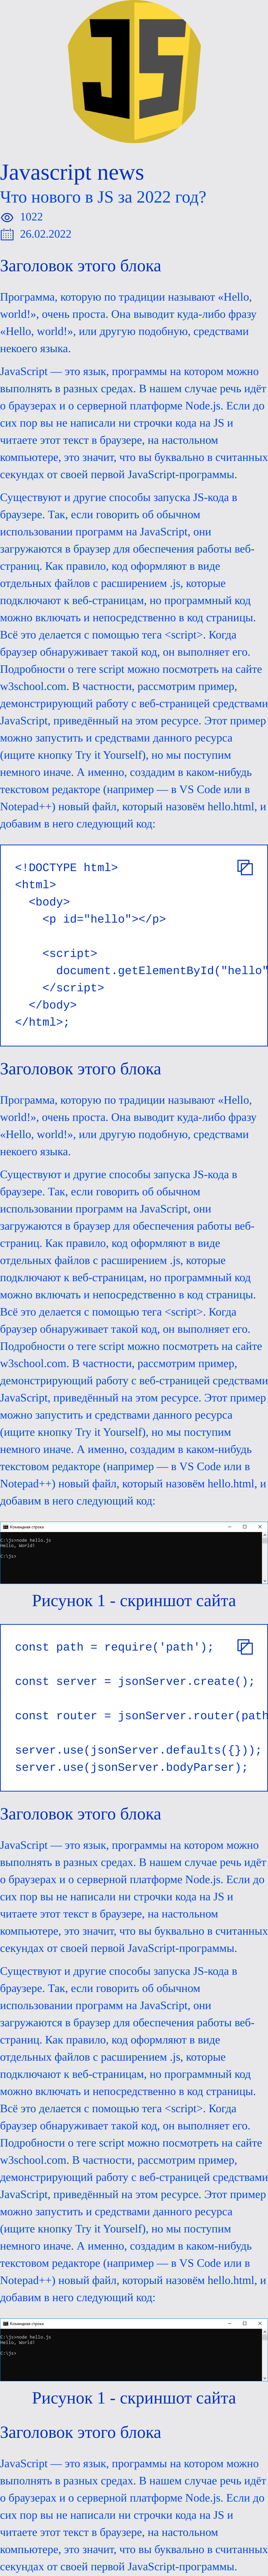 JS
Javascript news
Что нового в JS за 2022 год?
1022
26.02.2022
Заголовок этого блока
Программа, которую по традиции называют «Hello,
world!», очень проста. Она выводит куда-либо фразу
«Hello, world!», или другую подобную, средствами
некоего языка.
JavaScript — это язык, программы на котором можно
выполнять в разных средах. В нашем случае речь идёт
о браузерах и о серверной платформе Node.js. Если до
сих пор вы не написали ни строчки кода на JS и
читаете этот текст в браузере, на настольном
компьютере, это значит, что вы буквально в считанных
секундах от своей первой JavaScript-программы.
Существуют и другие способы запуска JS-кода в
браузере. Так, если говорить об обычном
использовании программ на JavaScript, они
загружаются в браузер для обеспечения работы веб-
страниц. Как правило, код оформляют в виде
отдельных файлов с расширением .js, которые
подключают к веб-страницам, но программный код
можно включать и непосредственно в код страницы.
Всё это делается с помощью тега <script>. Когда
браузер обнаруживает такой код, он выполняет его.
Подробности о теге script можно посмотреть на сайте
w3school.com. В частности, рассмотрим пример,
демонстрирующий работу с веб-страницей средствами
JavaScript, приведённый на этом ресурсе. Этот пример
можно запустить и средствами данного ресурса
(ищите кнопку Try it Yourself), но мы поступим
немного иначе. А именно, создадим в каком-нибудь
текстовом редакторе (например — в VS Code или в
Notepad++) новый файл, который назовём hello.html, и
добавим в него следующий код:
<!DOCTYPE html>
<html>
<body>
<p id="hello"></p>
<script>
document.getElementById("hello"
</script>
</body>
</html>;
Заголовок этого блока
Программа, которую по традиции называют «Hello,
world!», очень проста. Она выводит куда-либо фразу
«Hello, world!», или другую подобную, средствами
некоего языка.
Существуют и другие способы запуска JS-кода в
браузере. Так, если говорить об обычном
использовании программ на JavaScript, они
загружаются в браузер для обеспечения работы веб-
страниц. Как правило, код оформляют в виде
отдельных файлов с расширением .js, которые
подключают к веб-страницам, но программный код
можно включать и непосредственно в код страницы.
Всё это делается с помощью тега <script>. Когда
браузер обнаруживает такой код, он выполняет его.
Подробности о теге script можно посмотреть на сайте
w3school.com. В частности, рассмотрим пример,
демонстрирующий работу с веб-страницей средствами
JavaScript, приведённый на этом ресурсе. Этот пример
можно запустить и средствами данного ресурса
(ищите кнопку Try it Yourself), но мы поступим
немного иначе. А именно, создадим в каком-нибудь
текстовом редакторе (например — в VS Code или в
Notepad++) новый файл, который назовём hello.html, и
добавим в него следующий код:
Командная строка
C:\js>node hello.js
Hello, World!
C:\js>
Рисунок 1 - скриншот сайта
const path = require('path');
const server = jsonServer.create();
const router = jsonServer.router(path
server.use(jsonServer.defaults({}));
server.use(jsonServer.bodyParser);
Заголовок этого блока
JavaScript — это язык, программы на котором можно
выполнять в разных средах. В нашем случае речь идёт
о браузерах и о серверной платформе Node.js. Если до
сих пор вы не написали ни строчки кода на JS и
читаете этот текст в браузере, на настольном
компьютере, это значит, что вы буквально в считанных
секундах от своей первой JavaScript-программы.
Существуют и другие способы запуска JS-кода в
браузере. Так, если говорить об обычном
использовании программ на JavaScript, они
загружаются в браузер для обеспечения работы веб-
страниц. Как правило, код оформляют в виде
отдельных файлов с расширением .js, которые
подключают к веб-страницам, но программный код
можно включать и непосредственно в код страницы.
Всё это делается с помощью тега <script>. Когда
браузер обнаруживает такой код, он выполняет его.
Подробности о теге script можно посмотреть на сайте
w3school.com. В частности, рассмотрим пример,
демонстрирующий работу с веб-страницей средствами
JavaScript, приведённый на этом ресурсе. Этот пример
можно запустить и средствами данного ресурса
(ищите кнопку Try it Yourself), но мы поступим
немного иначе. А именно, создадим в каком-нибудь
текстовом редакторе (например — в VS Code или в
Notepad++) новый файл, который назовём hello.html, и
добавим в него следующий код:
Командная строка
C:\js>node hello.js
Hello, World!
C:\js>
Рисунок 1 - скриншот сайта
Заголовок этого блока
JavaScript — это язык, программы на котором можно
выполнять в разных средах. В нашем случае речь идёт
о браузерах и о серверной платформе Node.js. Если до
сих пор вы не написали ни строчки кода на JS и
читаете этот текст в браузере, на настольном
компьютере, это значит, что вы буквально в считанных
секундах от своей первой JavaScript-программы.